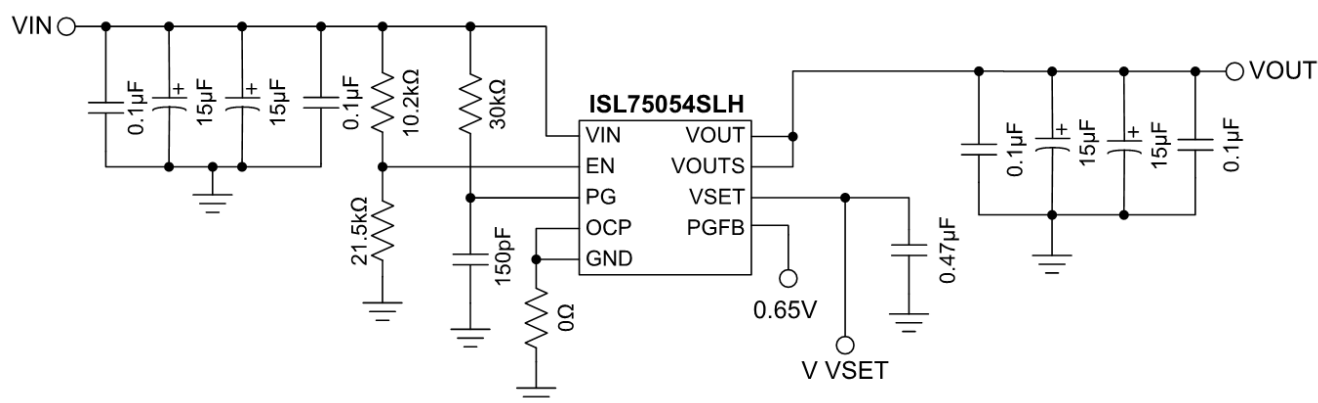 VIN
0.1µF
+
15µF
+
15µF
0.1µF
10.2kΩ
30kΩ
21.5kΩ
150pF
0Ω
ISL75054SLH
VIN
EN
PG
OCP
GND
VOUT
VOUTS
VSET
PGFB
0.65V
V VSET
0.47µF
0.1µF
+
15µF
+
15µF
0.1µF
VOUT